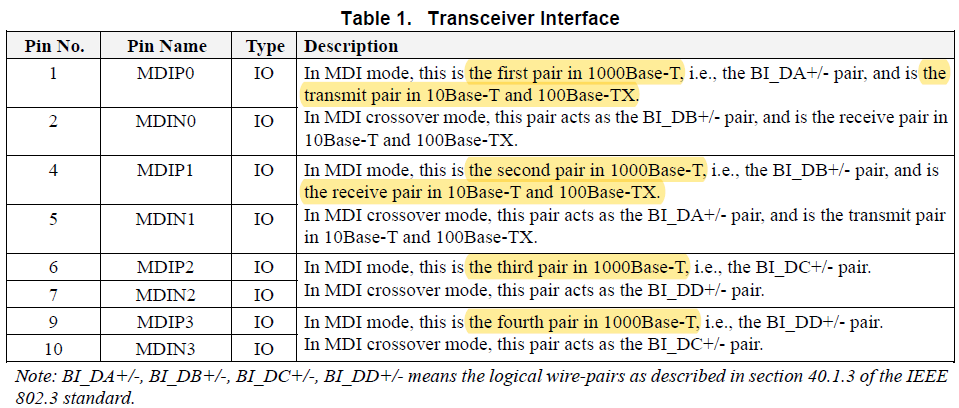 Table 1. Transceiver Interface
Pin No. Pin Name Type Description
1 MDIP0 IO In MDI mode, this is the first pair in 1000Base-T, i.e., the BI_DA+/- pair, and is the
transmit pair in 10Base-T and 100Base-TX.
2 MDIN0 IO In MDI crossover mode, this pair acts as the BI_DB+/- pair, and is the receive pair in
10Base-T and 100Base-TX.
4 MDIP1 IO In MDI mode, this is the second pair in 1000Base-T, i.e., the BI_DB+/- pair, and is
the receive pair in 10Base-T and 100Base-TX.
5 MDIN1 IO In MDI crossover mode, this pair acts as the BI_DA+/- pair, and is the transmit pair
in 10Base-T and 100Base-TX.
6 MDIP2 IO In MDI mode, this is the third pair in 1000Base-T, i.e., the BI_DC+/- pair.
7 MDIN2 IO In MDI crossover mode, this pair acts as the BI_DD+/- pair.
9 MDIP3 IO In MDI mode, this is the fourth pair in 1000Base-T, i.e., the BI_DD+/- pair.
10 MDIN3 IO In MDI crossover mode, this pair acts as the BI_DC+/- pair.
Note: BI_DA+/-, BI_DB+/-, BI_DC+/-, BI_DD+/- means the logical wire-pairs as described in section 40.1.3 of the IEEE
802.3 standard.